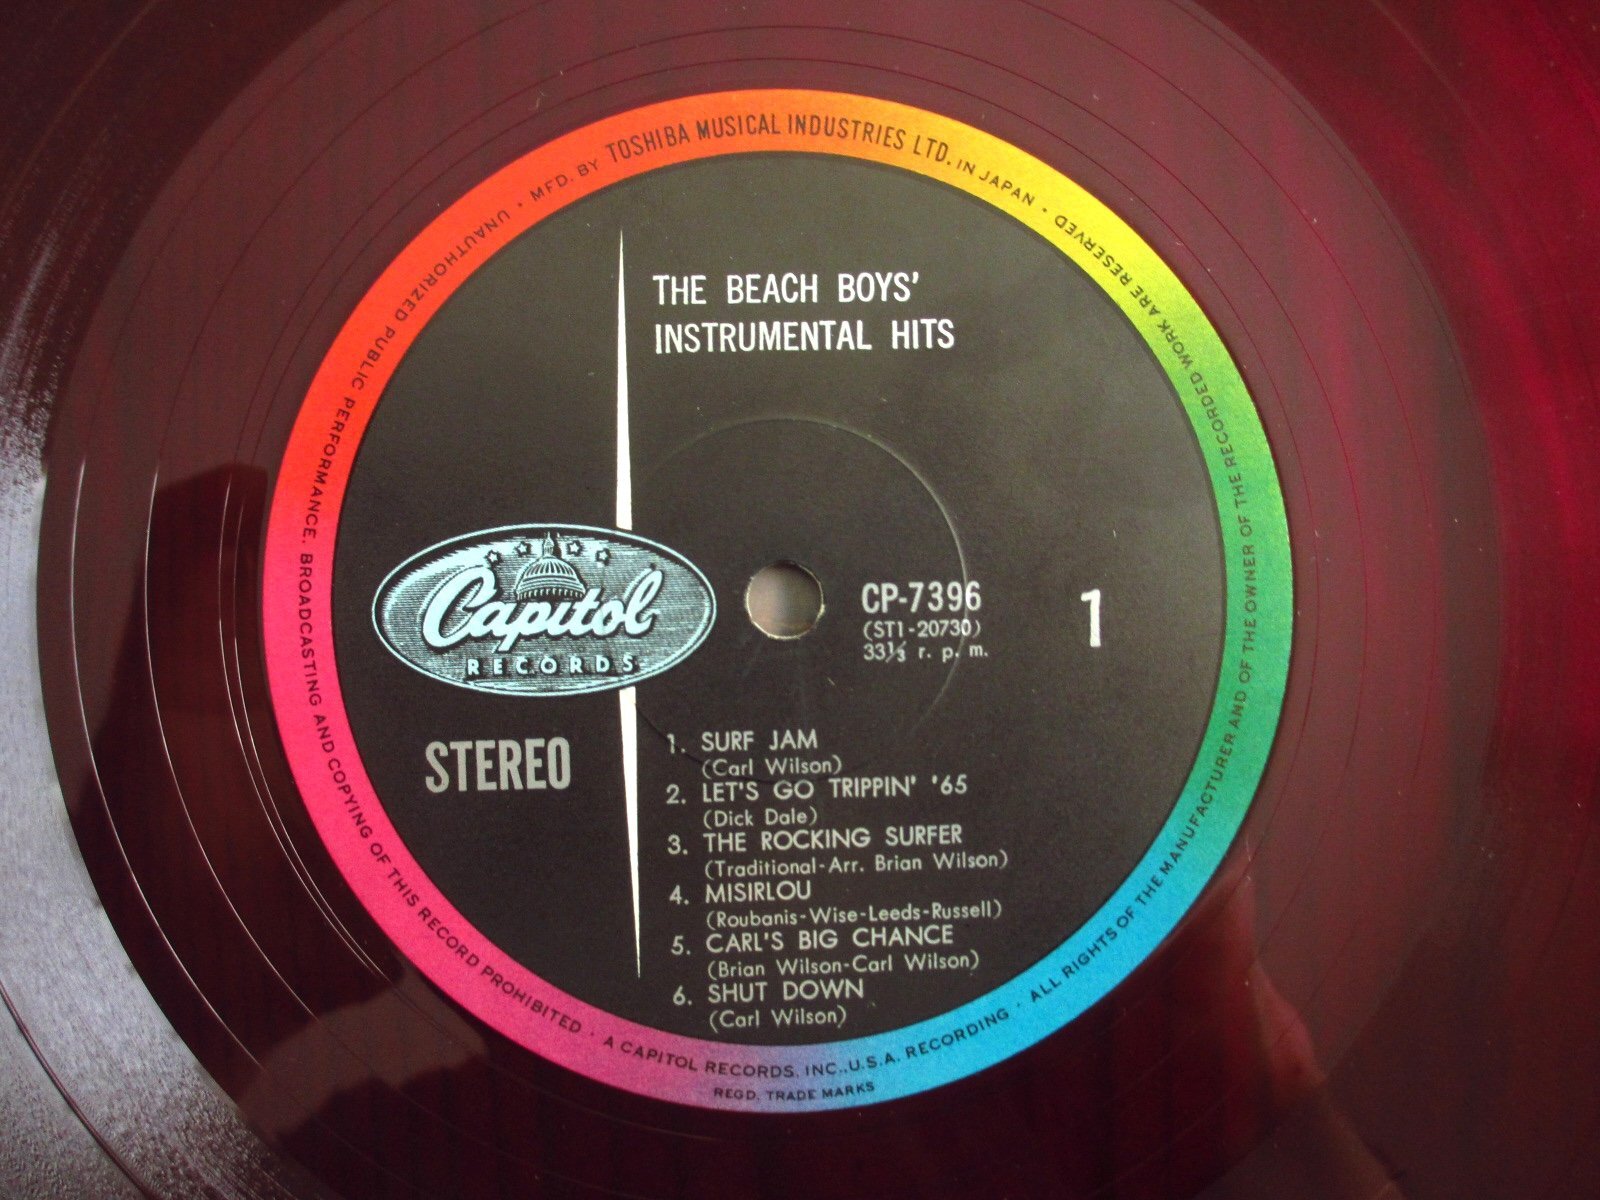 MFD. BY TOSHIBA MUSICAL INDUSTRIES LTD. IN JAPAN · ALL RIGHTS OF THE MANUFACTURER AND OF THE OWNER OF THE RECORDED WORK ARE RESERVED
UNAUTHORIZED PUBLIC PERFORMANCE, BROADCASTING AND COPYING OF THIS RECORD PROHIBITED · A CAPITOL RECORDS, INC., U.S.A. RECORDING ·
REGD. TRADE MARKS
THE BEACH BOYS'
INSTRUMENTAL HITS
Capitol
RECORDS
STEREO
CP-7396
(ST1-20730)
33⅓ r. p. m.
1
1. SURF JAM
(Carl Wilson)
2. LET'S GO TRIPPIN' '65
(Dick Dale)
3. THE ROCKING SURFER
(Traditional-Arr. Brian Wilson)
4. MISIRLOU
(Roubanis-Wise-Leeds-Russell)
5. CARL'S BIG CHANCE
(Brian Wilson-Carl Wilson)
6. SHUT DOWN
(Carl Wilson)